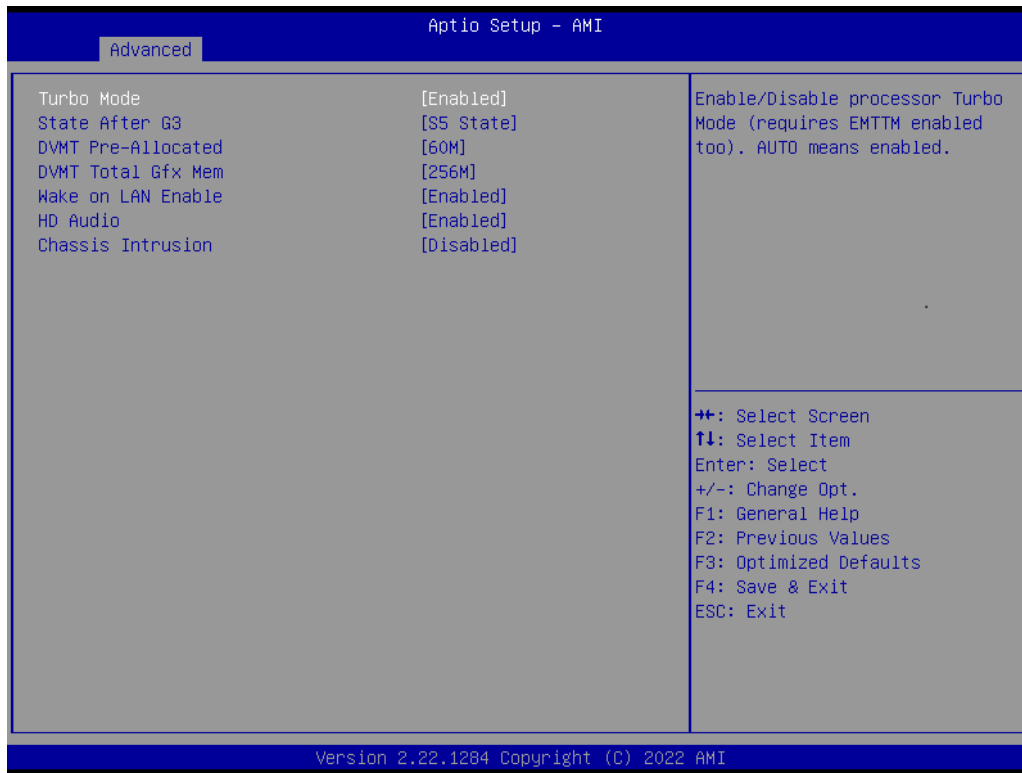 Aptio Setup – AMI
Advanced
Turbo Mode [Enabled]
State After G3 [S5 State]
DVMT Pre-Allocated [60M]
DVMT Total Gfx Mem [256M]
Wake on LAN Enable [Enabled]
HD Audio [Enabled]
Chassis Intrusion [Disabled]
Enable/Disable processor Turbo
Mode (requires EMTTM enabled
too). AUTO means enabled.
→←: Select Screen
↑↓: Select Item
Enter: Select
+/-: Change Opt.
F1: General Help
F2: Previous Values
F3: Optimized Defaults
F4: Save & Exit
ESC: Exit
Version 2.22.1284 Copyright (C) 2022 AMI